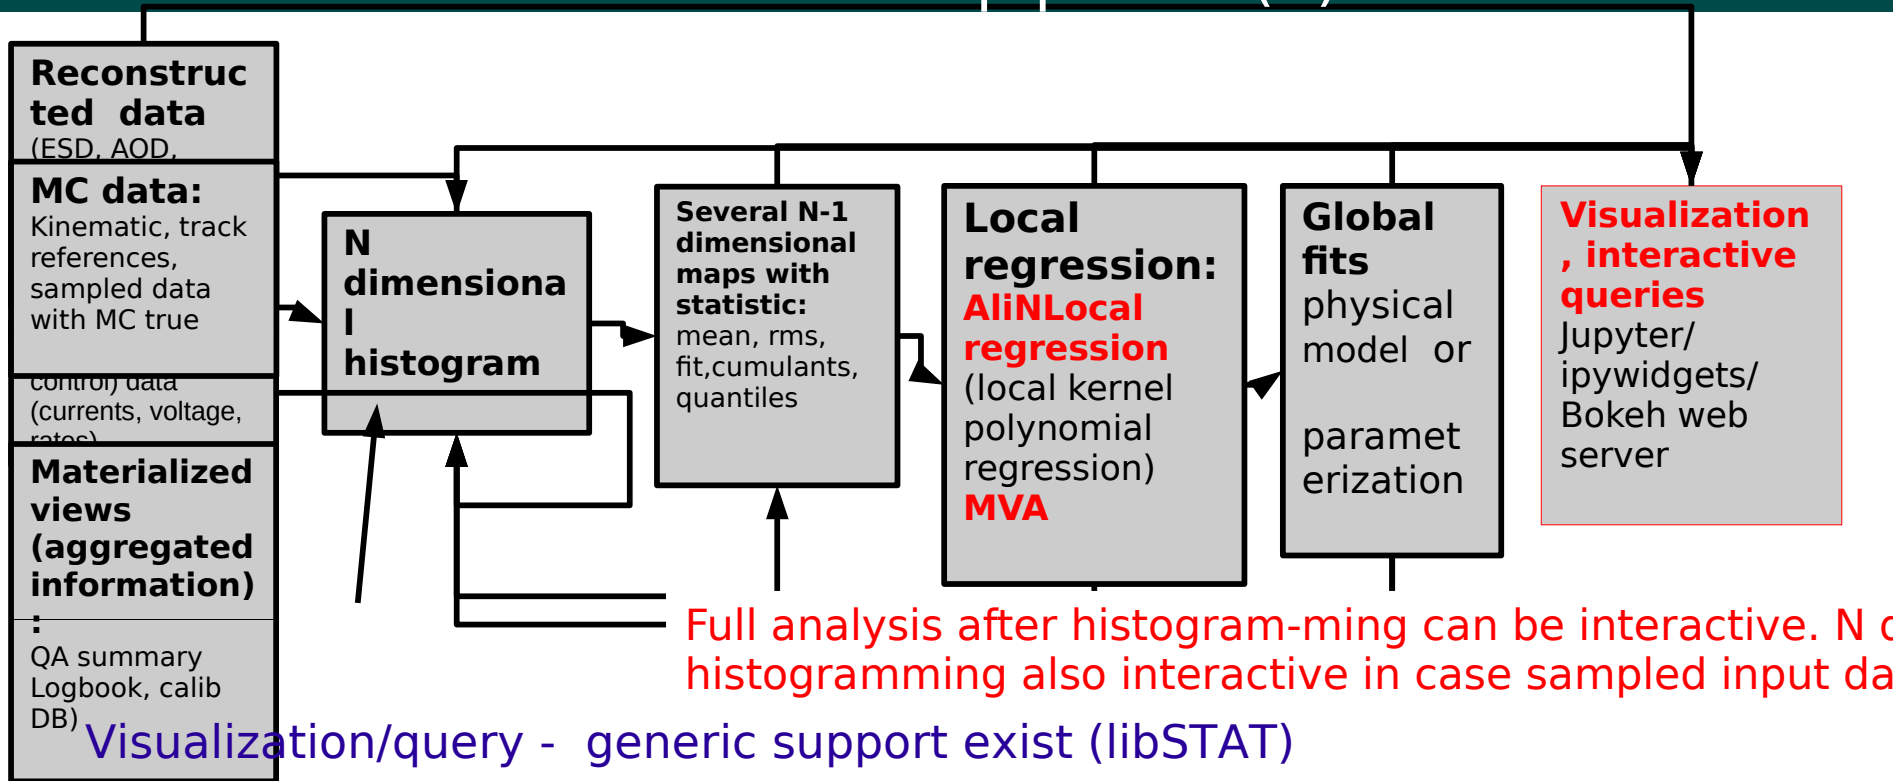 Reconstruc
ted data
(ESD, AOD,
MC data:
Kinematic, track
references,
sampled data
with MC true
control) data
(currents, voltage,
rates)
Materialized
views
(aggregated
information)
:
QA summary
Logbook, calib
DB)
N
dimensiona
l
histogram
Several N-1
dimensional
maps with
statistic:
mean, rms,
fit,cumulants,
quantiles
Local
regression:
AliNLocal
regression
(local kernel
polynomial
regression)
MVA
Global
fits
physical
model or
paramet
erization
Visualization
, interactive
queries
Jupyter/
ipywidgets/
Bokeh web
server
Full analysis after histogram-ming can be interactive. N
histogramming also interactive in case sampled input
Visualization/query - generic support exist (libSTAT)